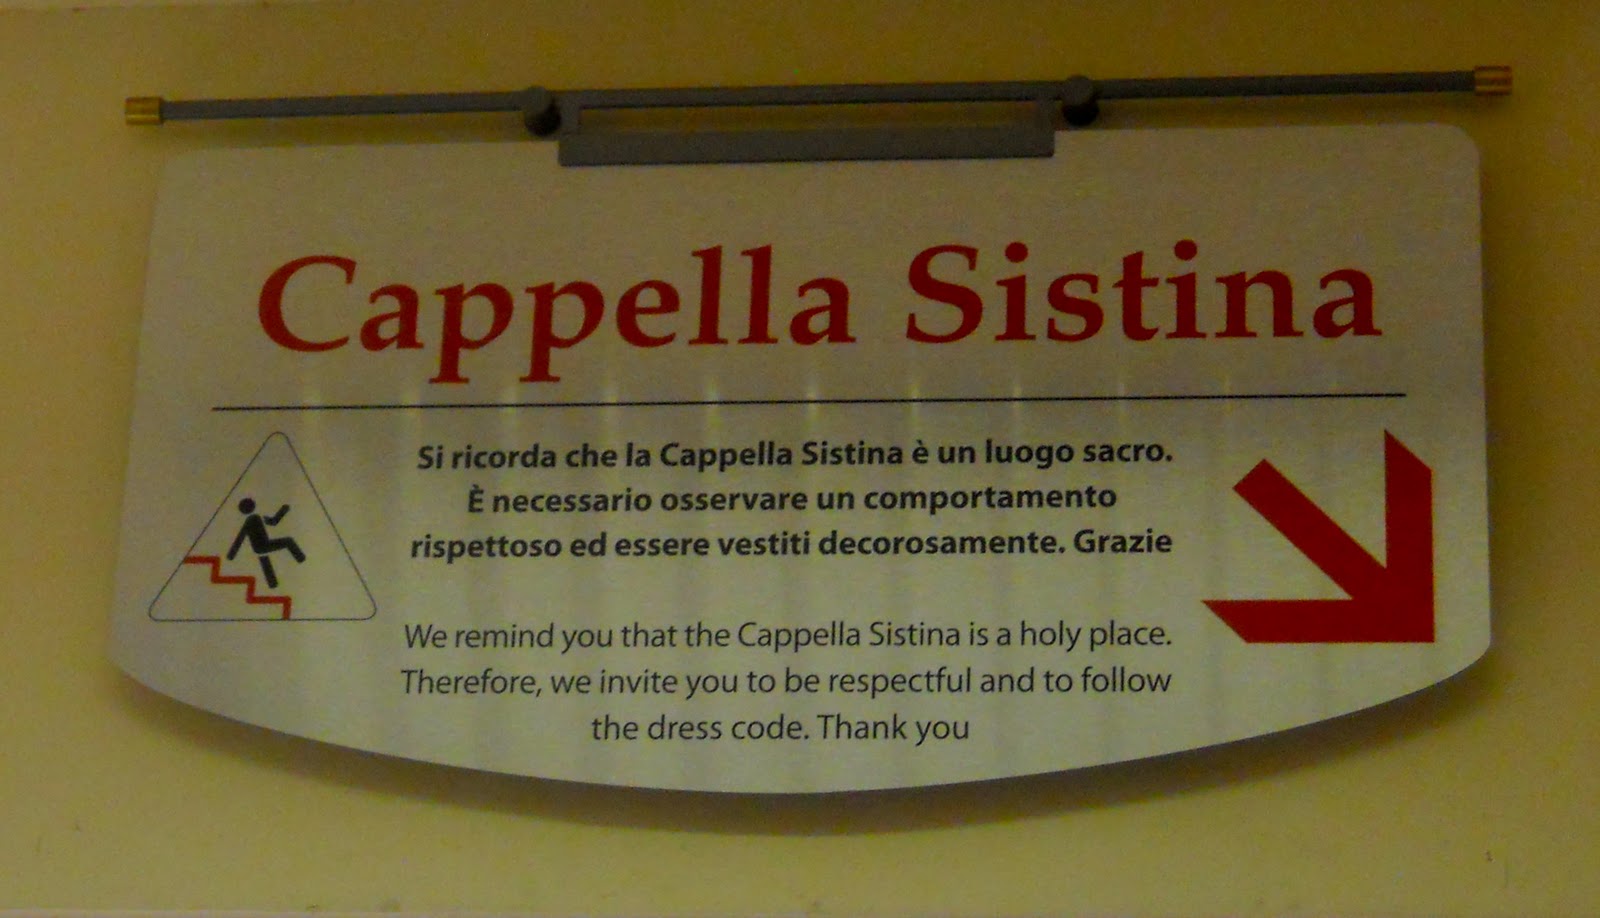 Cappella Sistina
Si ricorda che la Cappella Sistina è un luogo sacro.
È necessario osservare un comportamento
rispettoso ed essere vestiti decorosamente. Grazie
We remind you that the Cappella Sistina is a holy place.
Therefore, we invite you to be respectful and to follow
the dress code. Thank you